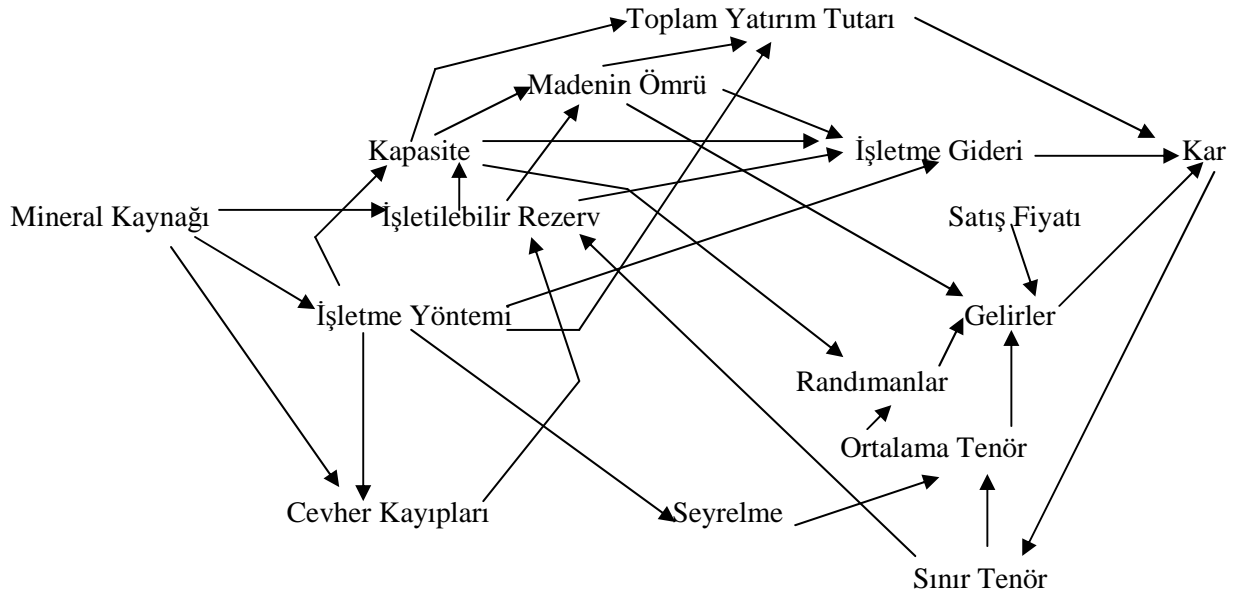 Toplam Yatırım Tutarı
Madenin Ömrü
Kapasite
İşletme Gideri
Kar
Mineral Kaynağı
İşletilebilir Rezerv
Satış Fiyatı
İşletme Yöntemi
Gelirler
Randımanlar
Ortalama Tenör
Cevher Kayıpları
Seyrelme
Sınır Tenör